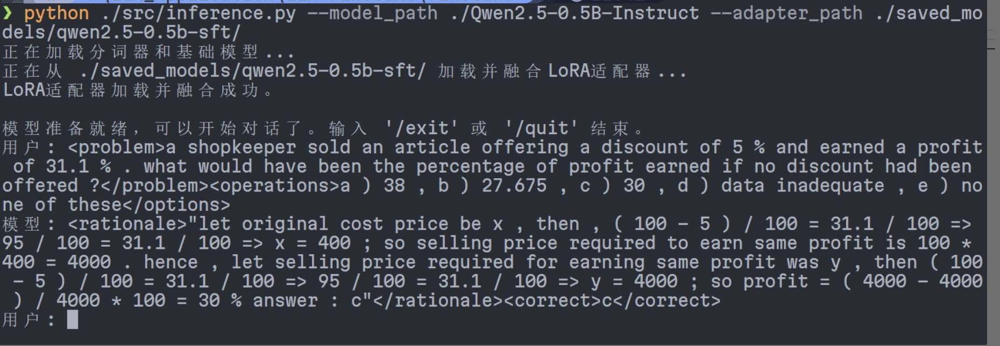 ❯ python ./src/inference.py --model_path ./Qwen2.5-0.5B-Instruct --adapter_path ./saved_mo
dels/qwen2.5-0.5b-sft/
正在加载分词器和基础模型...
正在从 ./saved_models/qwen2.5-0.5b-sft/ 加载并融合LoRA适配器...
LoRA适配器加载并融合成功。
模型准备就绪，可以开始对话了。输入 '/exit' 或 '/quit' 结束。
用户: <problem>a shopkeeper sold an article offering a discount of 5 % and earned a profit
 of 31.1 % . what would have been the percentage of profit earned if no discount had been
offered ?</problem><operations>a ) 38 , b ) 27.675 , c ) 30 , d ) data inadequate , e ) no
ne of these</options>
模型: <rationale>"let original cost price be x , then , ( 100 - 5 ) / 100 = 31.1 / 100 =>
95 / 100 = 31.1 / 100 => x = 400 ; so selling price required to earn same profit is 100 *
400 = 4000 . hence , let selling price required for earning same profit was y , then ( 100
 - 5 ) / 100 = 31.1 / 100 => 95 / 100 = 31.1 / 100 => y = 4000 ; so profit = ( 4000 - 4000
 ) / 4000 * 100 = 30 % answer : c"</rationale><correct>c</correct>
用户: